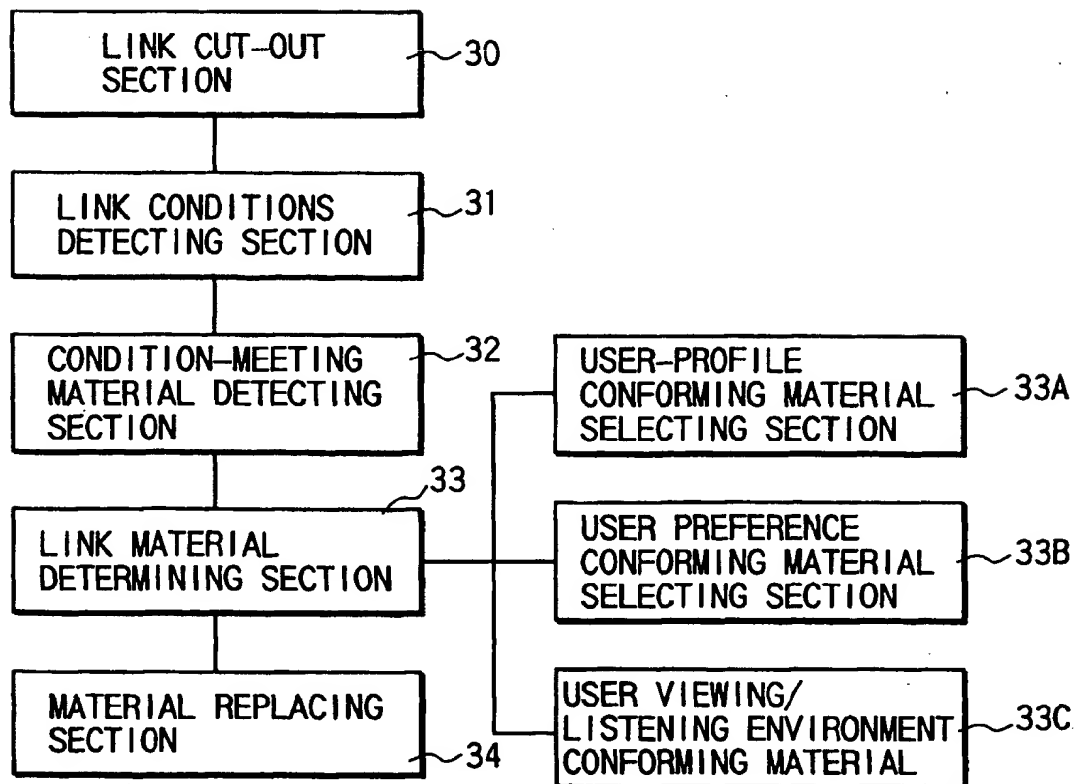 LINK CUT-OUT
SECTION
30
LINK CONDITIONS
DETECTING SECTION
31
CONDITION-MEETING
MATERIAL DETECTING
SECTION
32
33
LINK MATERIAL
DETERMINING SECTION
MATERIAL REPLACING
SECTION
34
USER-PROFILE
CONFORMING MATERIAL
SELECTING SECTION
33A
USER PREFERENCE
CONFORMING MATERIAL
SELECTING SECTION
33B
USER VIEWING/
LISTENING ENVIRONMENT
CONFORMING MATERIAL
33C